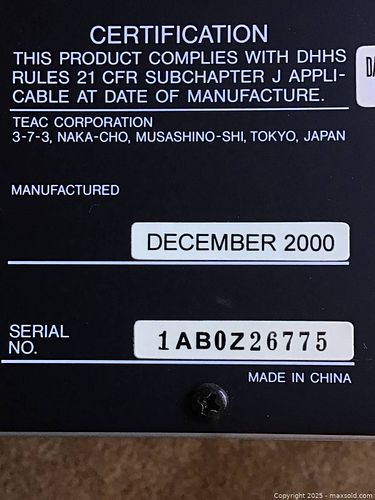 CERTIFICATION
THIS PRODUCT COMPLIES WITH DHHS
RULES 21 CFR SUBCHAPTER J APPLI-
CABLE AT DATE OF MANUFACTURE.
TEAC CORPORATION
3-7-3, NAKA-CHO, MUSASHINO-SHI, TOKYO, JAPAN
MANUFACTURED
DECEMBER 2000
SERIAL
NO.
1AB0Z26775
MADE IN CHINA
Copyright 2025 - maxsold.com